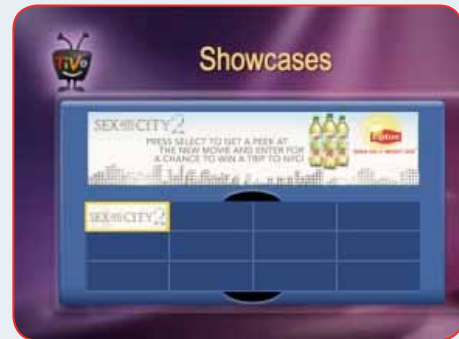 TiVo
Showcases
SEX AND THE CITY 2
PRESS SELECT TO GET A PEEK AT
THE NEW MOVIE AND ENTER FOR
A CHANCE TO WIN A TRIP TO NYC!
Lipton
SEX AND THE CITY 2